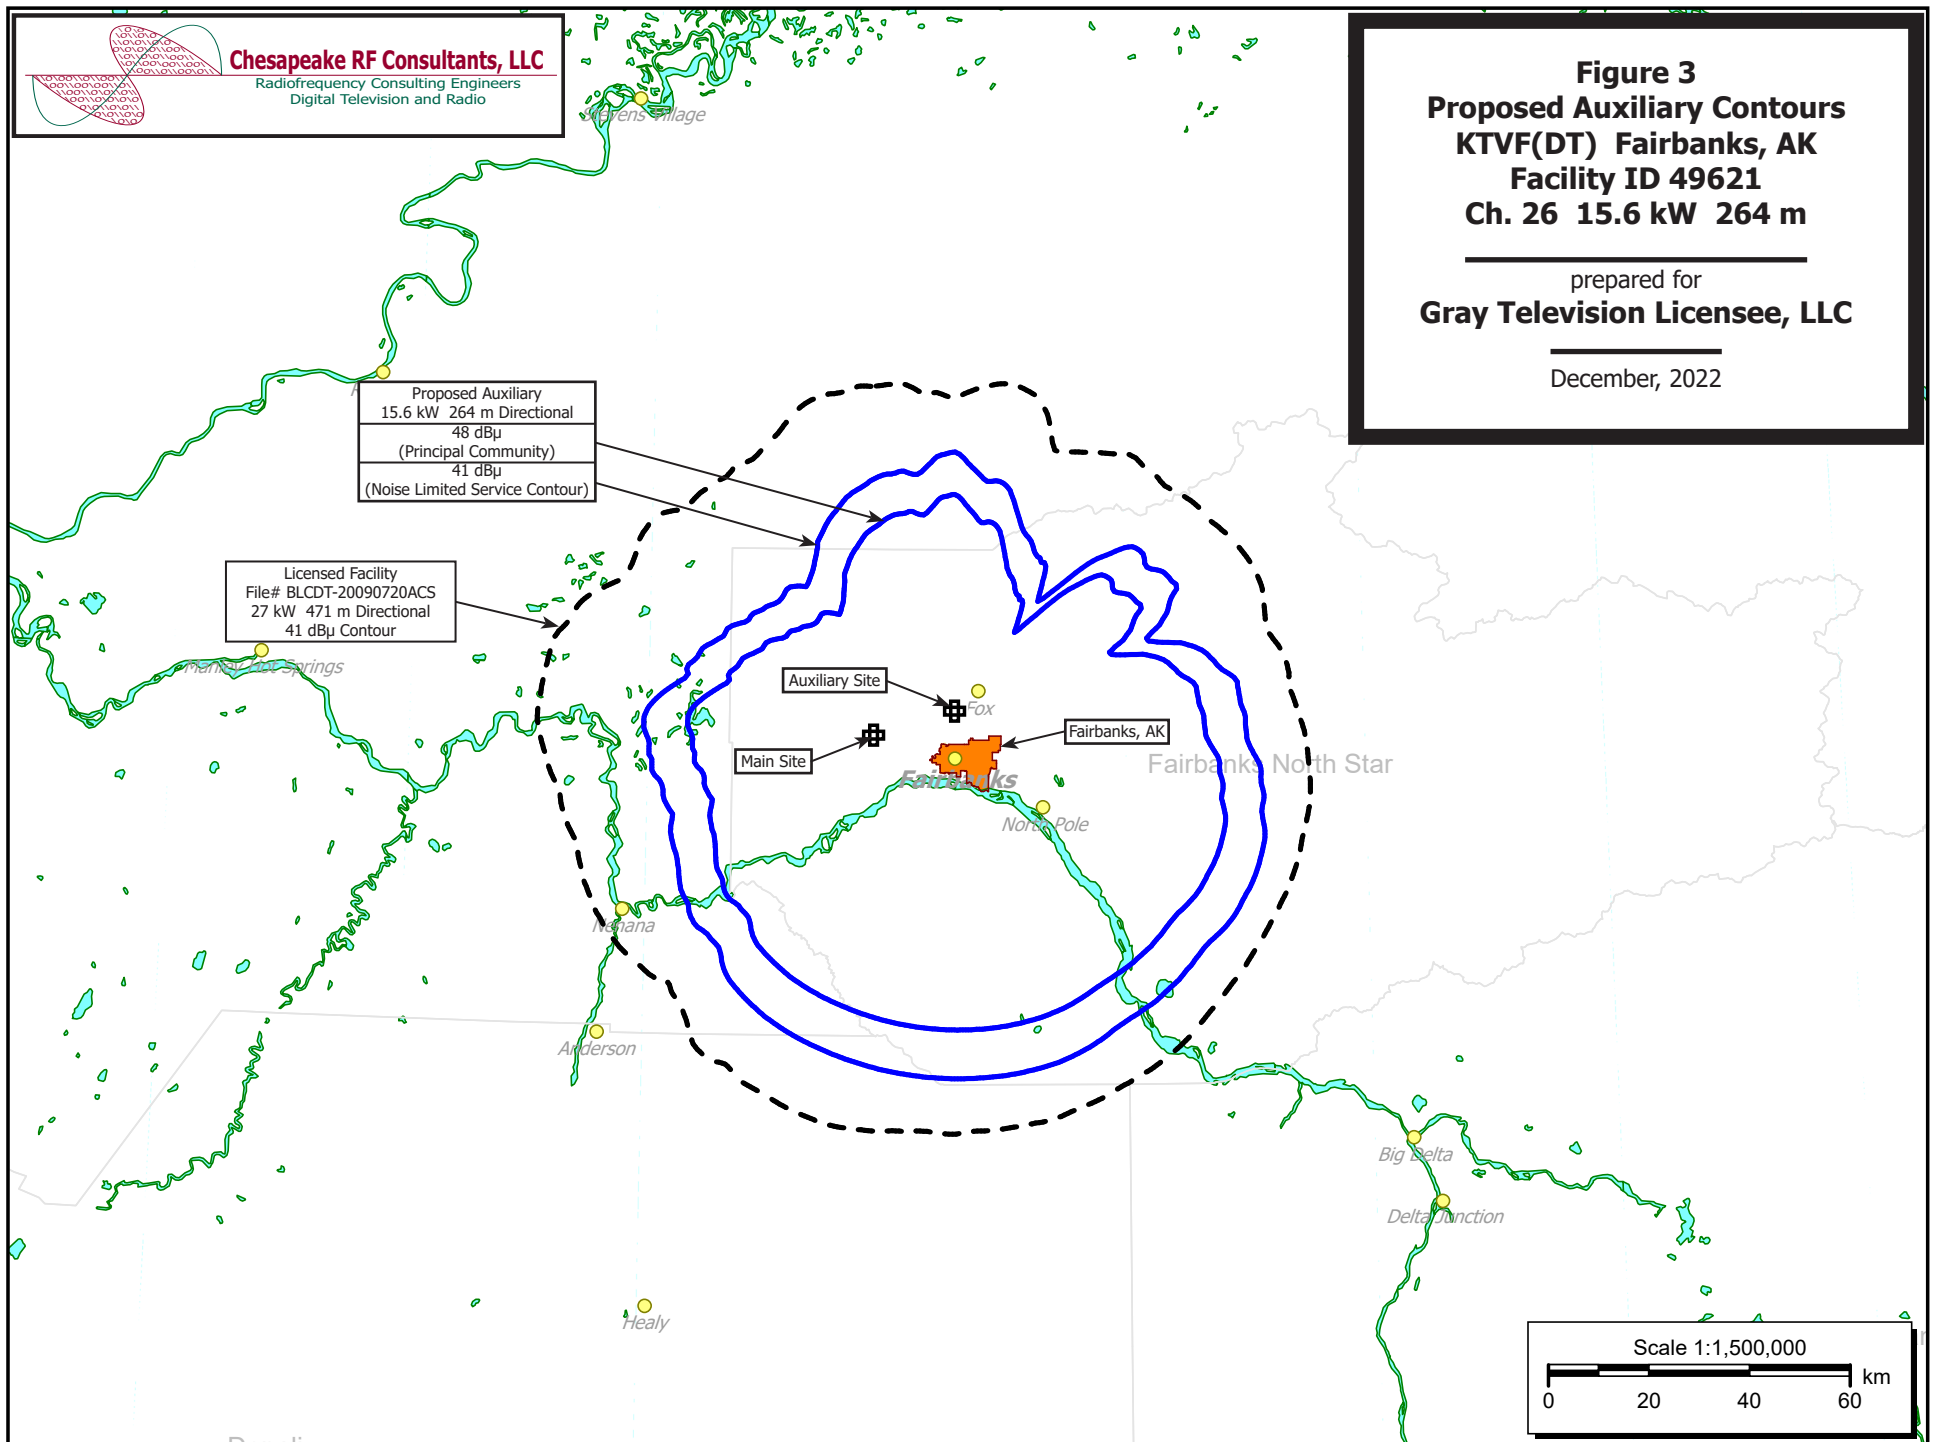 Chesapeake RF Consultants, LLC
Radiofrequency Consulting Engineers
Digital Television and Radio
Figure 3
Proposed Auxiliary Contours
KTVF(DT) Fairbanks, AK
Facility ID 49621
Ch. 26 15.6 kW 264 m
prepared for
Gray Television Licensee, LLC
December, 2022
Stevens Village
Proposed Auxiliary
15.6 kW 264 m Directional
48 dBµ
(Principal Community)
41 dBµ
(Noise Limited Service Contour)
Licensed Facility
File# BLCDT-20090720ACS
27 kW 471 m Directional
41 dBµ Contour
Manley Hot Springs
Auxiliary Site
Fox
Main Site
Fairbanks, AK
Fairbanks North Star
Fairbanks
North Pole
Nenana
Anderson
Big Delta
Delta Junction
Healy
Scale 1:1,500,000
km
0 20 40 60